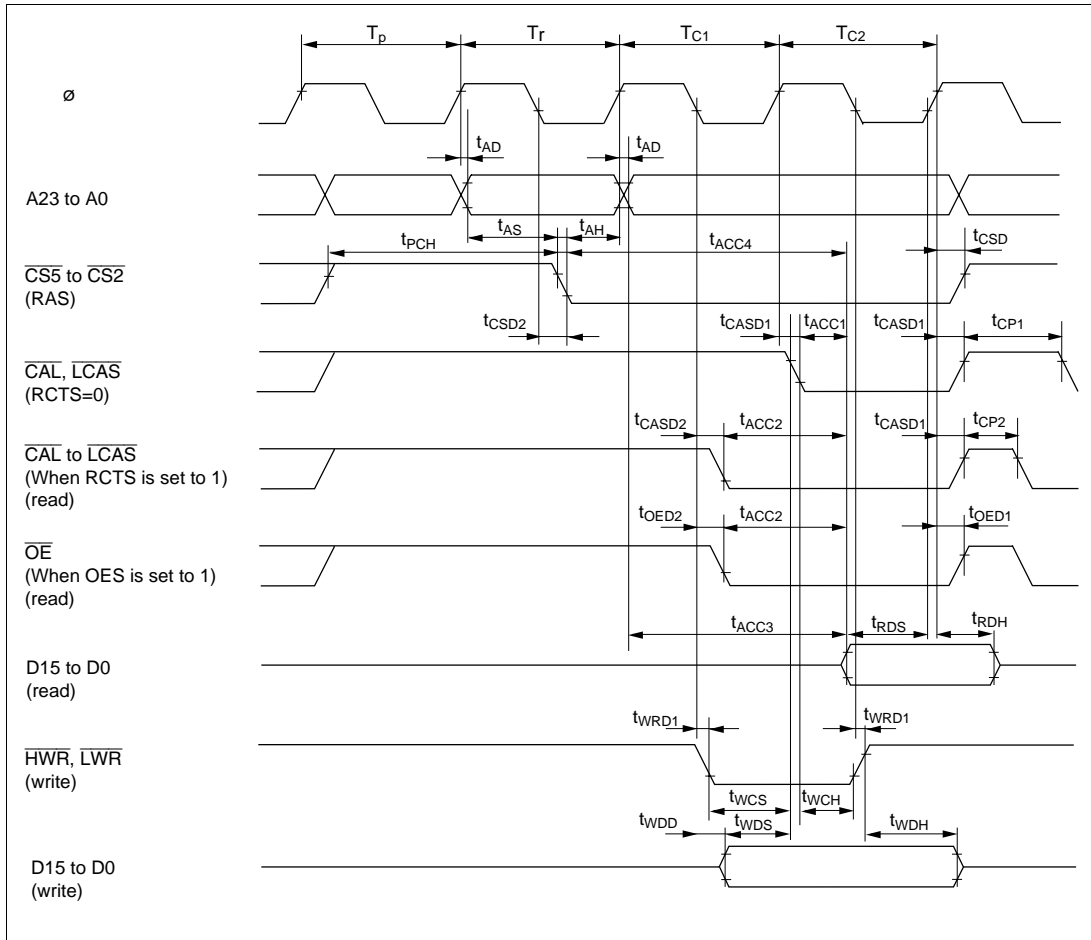 Tp Tr TC1 TC2
ø
tAD tAD
A23 to A0
tAS tAH
tPCH tACC4 tCSD
CS5 to CS2
(RAS)
tCSD2 tCASD1 tACC1 tCASD1 tCP1
CAL, LCAS
(RCTS=0)
tCASD2 tACC2 tCASD1 tCP2
CAL to LCAS
(When RCTS is set to 1)
(read)
tOED2 tACC2 tOED1
OE
(When OES is set to 1)
(read)
tACC3 tRDS tRDH
D15 to D0
(read)
tWRD1 tWRD1
HWR, LWR
(write)
tWCS tWCH
tWDD tWDS tWDH
D15 to D0
(write)